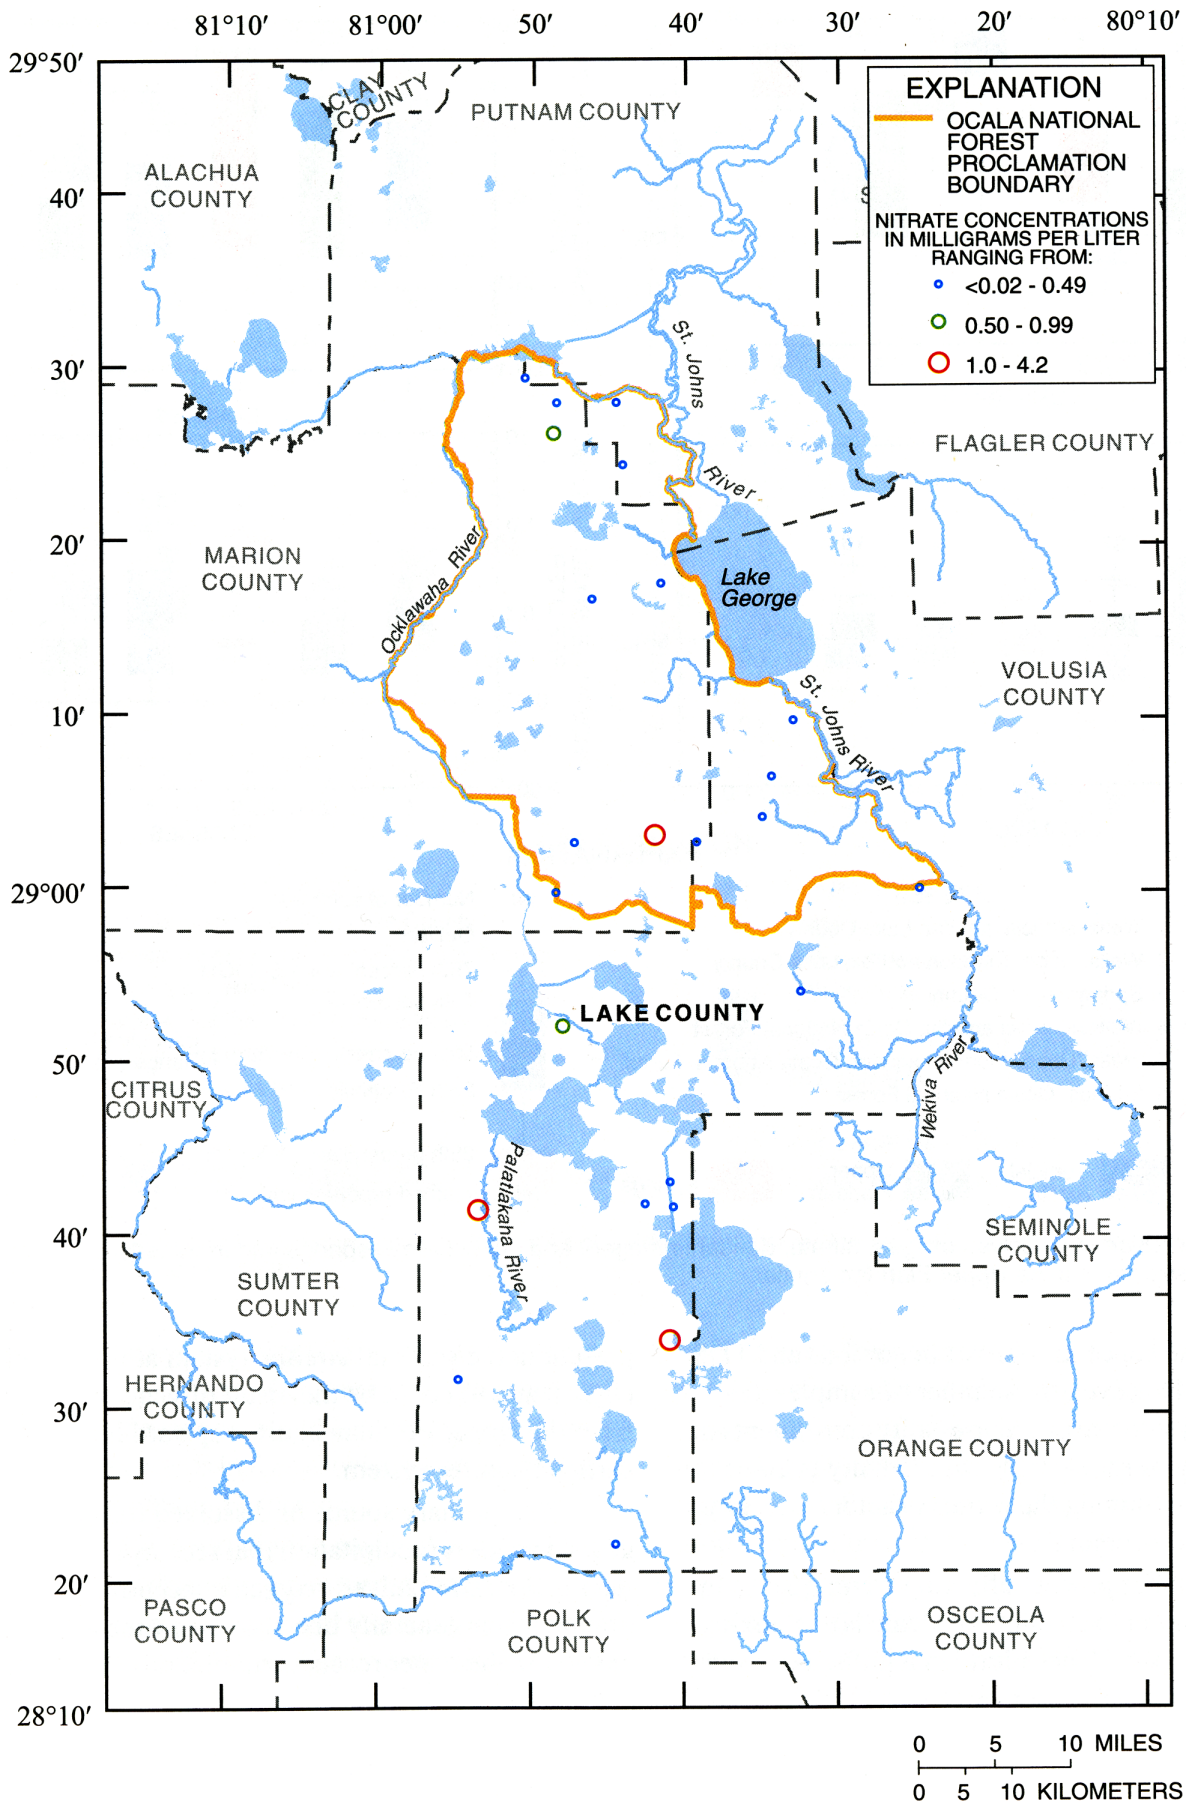 81°10′ 81°00′ 50′ 40′ 30′ 20′ 80°10′
29°50′
40′
30′
20′
10′
29°00′
50′
40′
30′
20′
28°10′
EXPLANATION
OCALA NATIONAL
FOREST
PROCLAMATION
BOUNDARY
NITRATE CONCENTRATIONS
IN MILLIGRAMS PER LITER
RANGING FROM:
<0.02 - 0.49
0.50 - 0.99
1.0 - 4.2
CLAY
COUNTY
PUTNAM COUNTY
ALACHUA
COUNTY
S
St. Johns
River
FLAGLER COUNTY
MARION
COUNTY
Ocklawaha River
Lake
George
VOLUSIA
COUNTY
St. Johns River
LAKE COUNTY
CITRUS
COUNTY
Wekiva River
Palatlakaha River
SEMINOLE
COUNTY
SUMTER
COUNTY
HERNANDO
COUNTY
ORANGE COUNTY
PASCO
COUNTY
POLK
COUNTY
OSCEOLA
COUNTY
0 5 10 MILES
0 5 10 KILOMETERS